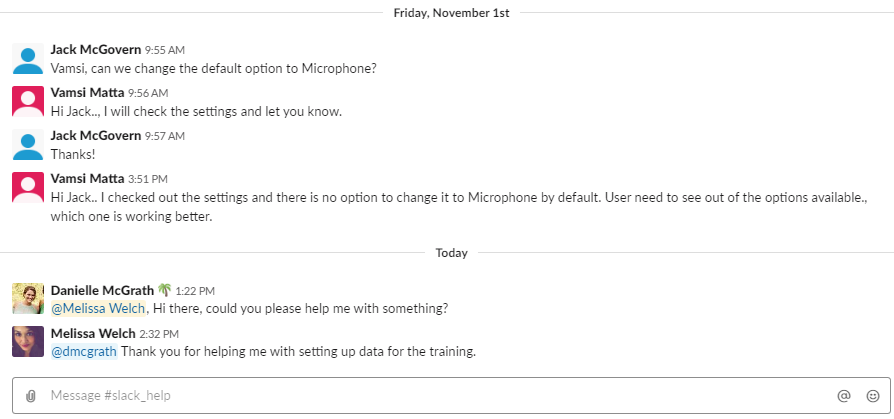 Friday, November 1st
Jack McGovern 9:55 AM
Vamsi, can we change the default option to Microphone?
Vamsi Matta 9:56 AM
Hi Jack.., I will check the settings and let you know.
Jack McGovern 9:57 AM
Thanks!
Vamsi Matta 3:51 PM
Hi Jack.. I checked out the settings and there is no option to change it to Microphone by default. User need to see out of the options available.,
which one is working better.
Today
Danielle McGrath 1:22 PM
@Melissa Welch, Hi there, could you please help me with something?
Melissa Welch 2:32 PM
@dmcgrath Thank you for helping me with setting up data for the training.
Message #slack_help